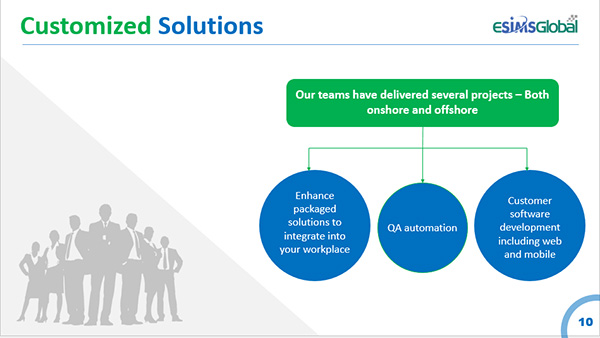 Customized Solutions
ESIMSGlobal
Our teams have delivered several projects – Both
onshore and offshore
Enhance
packaged
solutions to
integrate into
your workplace
QA automation
Customer
software
development
including web
and mobile
10